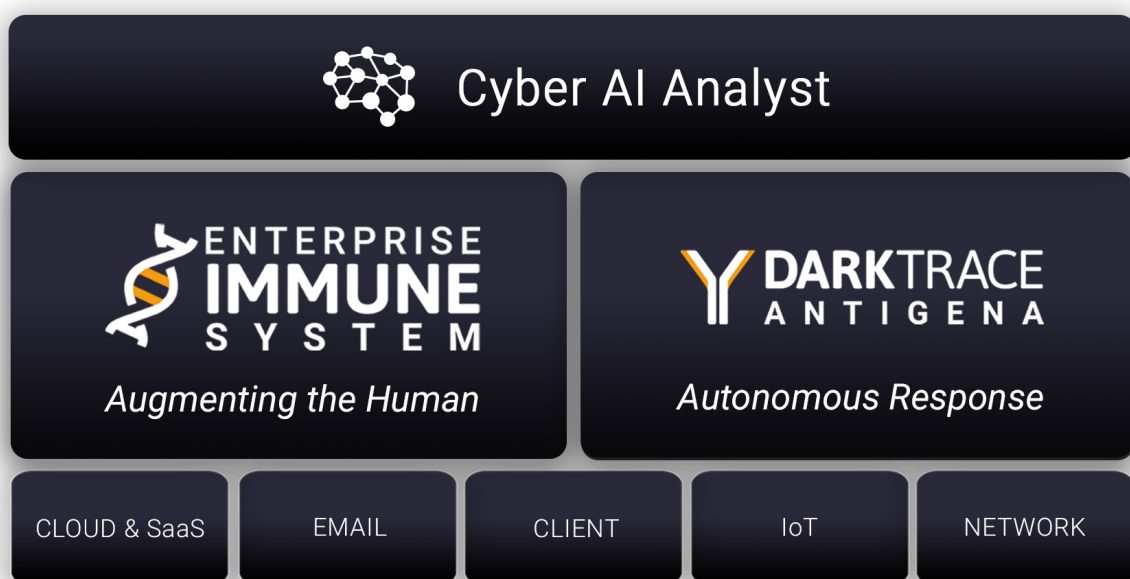 Cyber AI Analyst
ENTERPRISE
IMMUNE
SYSTEM
Augmenting the Human
DARKTRACE
ANTIGENA
Autonomous Response
CLOUD & SaaS
EMAIL
CLIENT
IoT
NETWORK